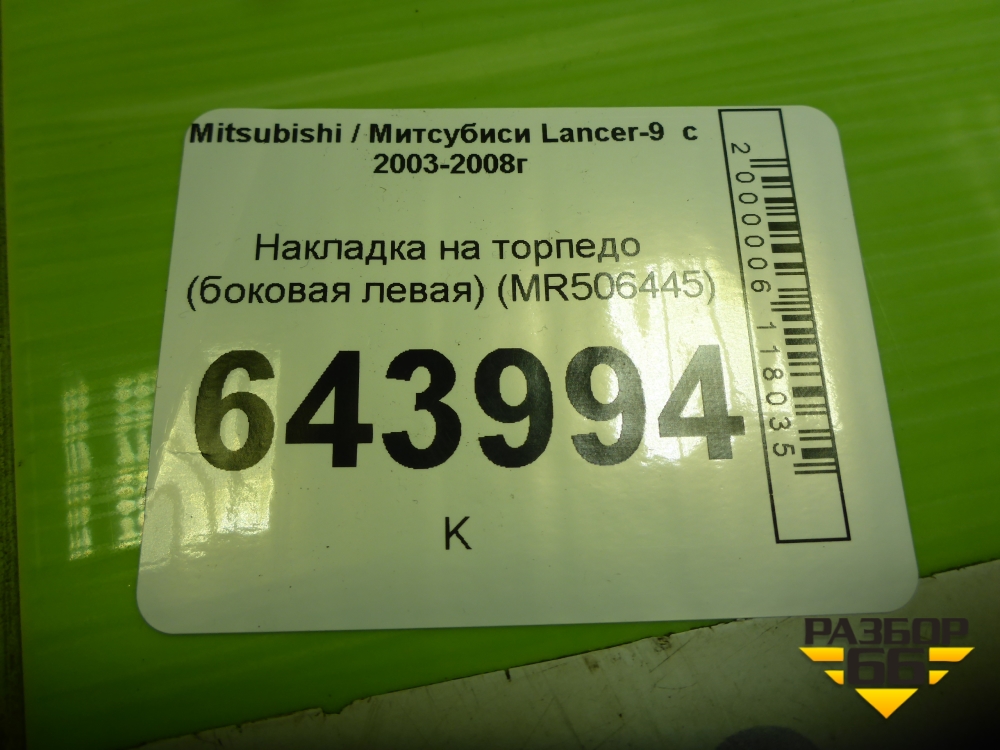 Mitsubishi / Митсубиси Lancer-9 с
2003-2008г
Накладка на торпедо
(боковая левая) (MR506445)
643994
К
2000006118035
РАЗБОР
66